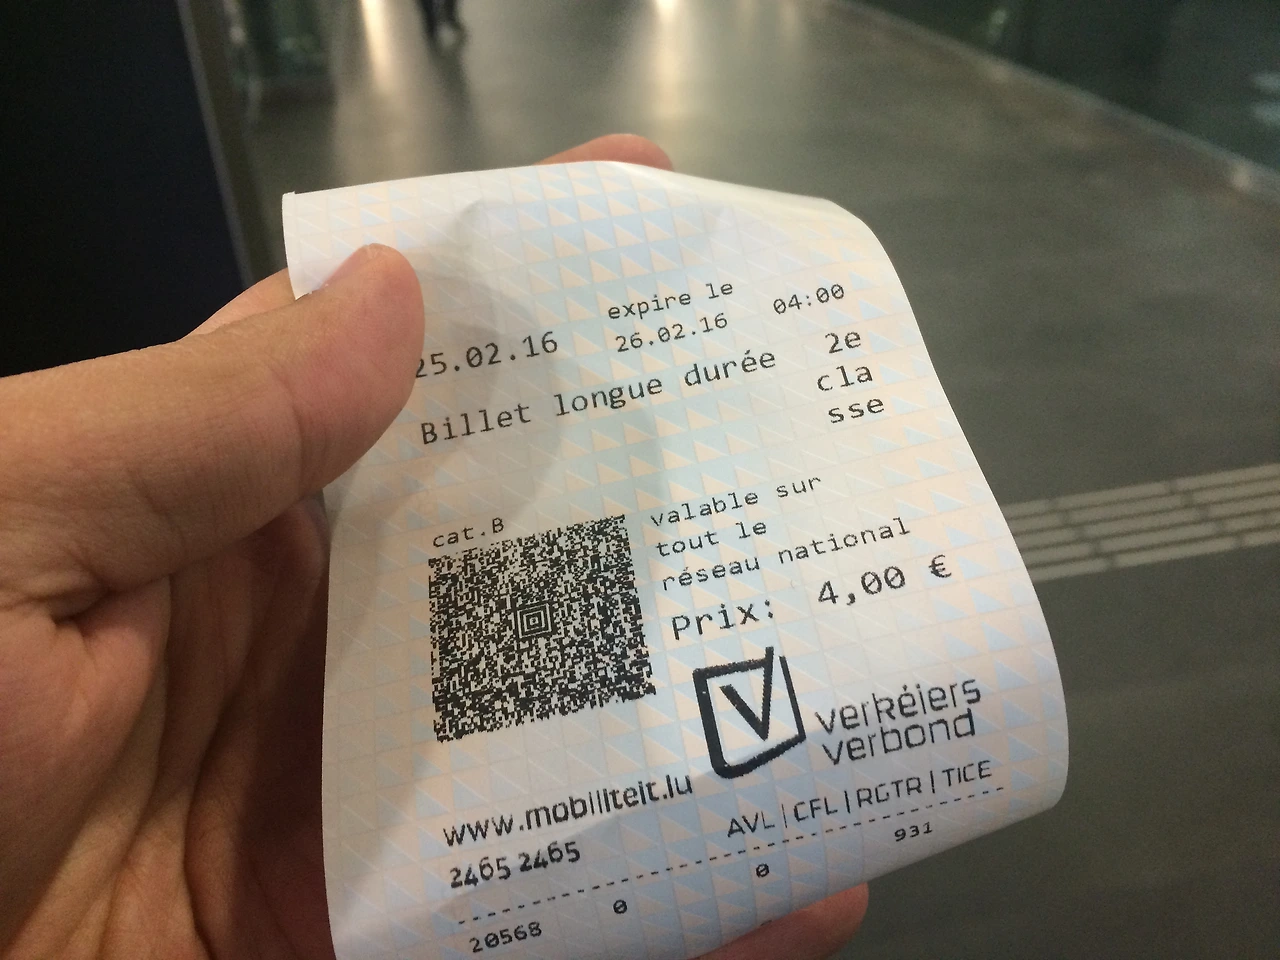 expire le
25.02.16 26.02.16 04:00
Billet longue durée 2e
cla
sse
cat.B
valable sur
tout le
réseau national
Prix: 4,00 €
V
verkéiers
verbond
www.mobiliteit.lu
2465 2465
AVL | CFL | RGTR | TICE
20568 0 0 931